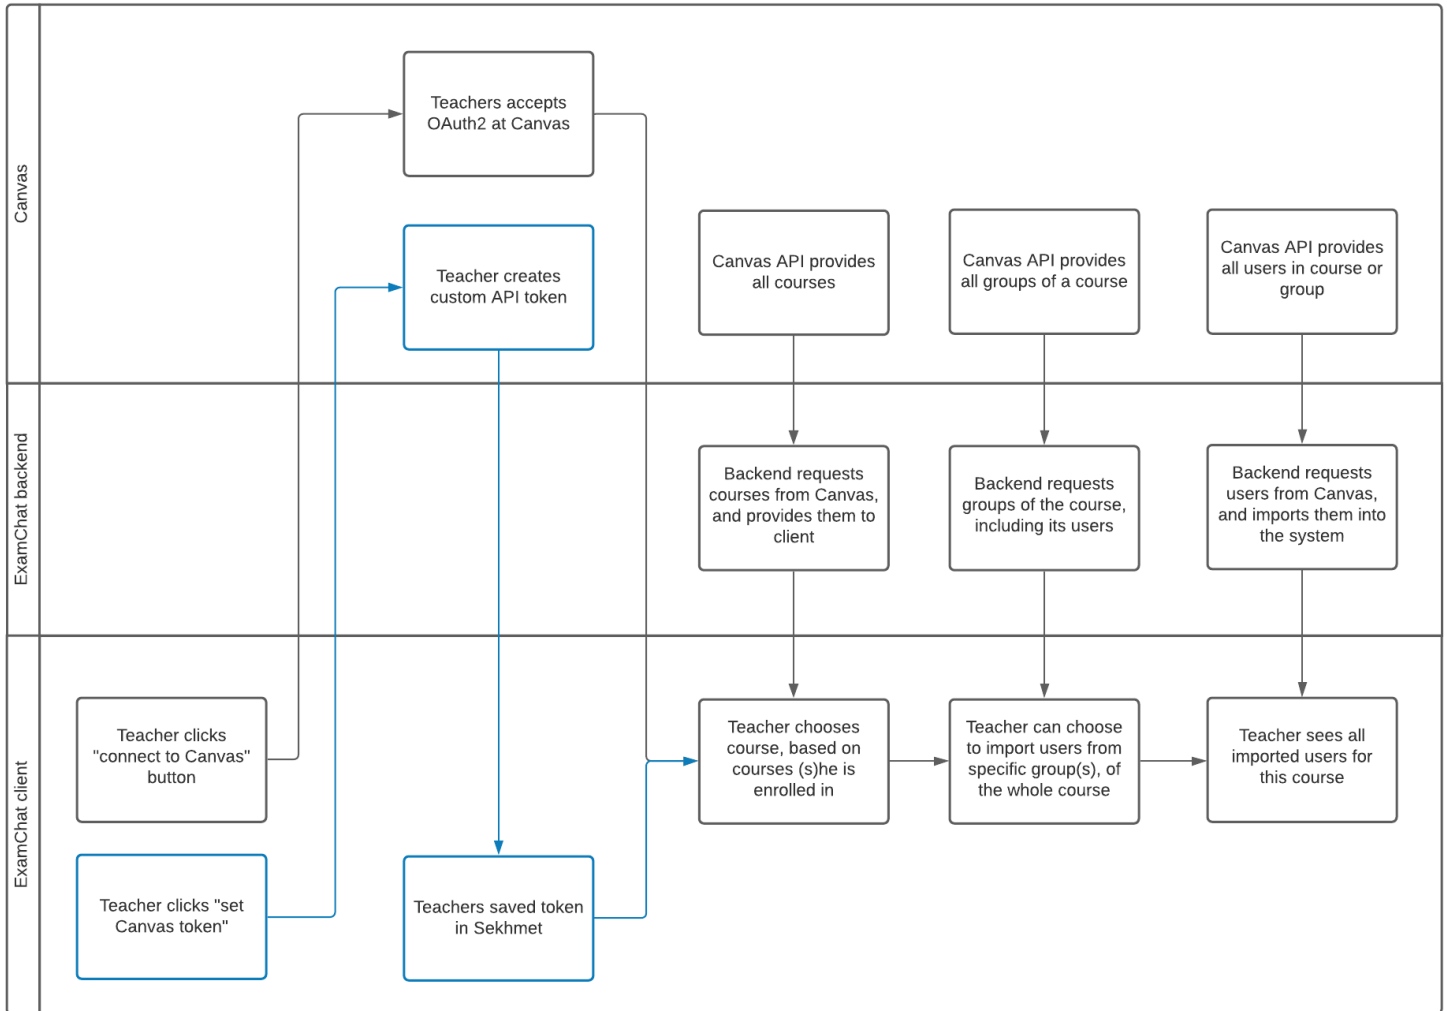 Canvas
Teachers accepts
OAuth2 at Canvas
Teacher creates
custom API token
Canvas API provides
all courses
Canvas API provides
all groups of a course
Canvas API provides
all users in course or
group
ExamChat backend
Backend requests
courses from Canvas,
and provides them to
client
Backend requests
groups of the course,
including its users
Backend requests
users from Canvas,
and imports them into
the system
ExamChat client
Teacher clicks
"connect to Canvas"
button
Teacher chooses
course, based on
courses (s)he is
enrolled in
Teacher can choose
to import users from
specific group(s), of
the whole course
Teacher sees all
imported users for
this course
Teacher clicks "set
Canvas token"
Teachers saved token
in Sekhmet